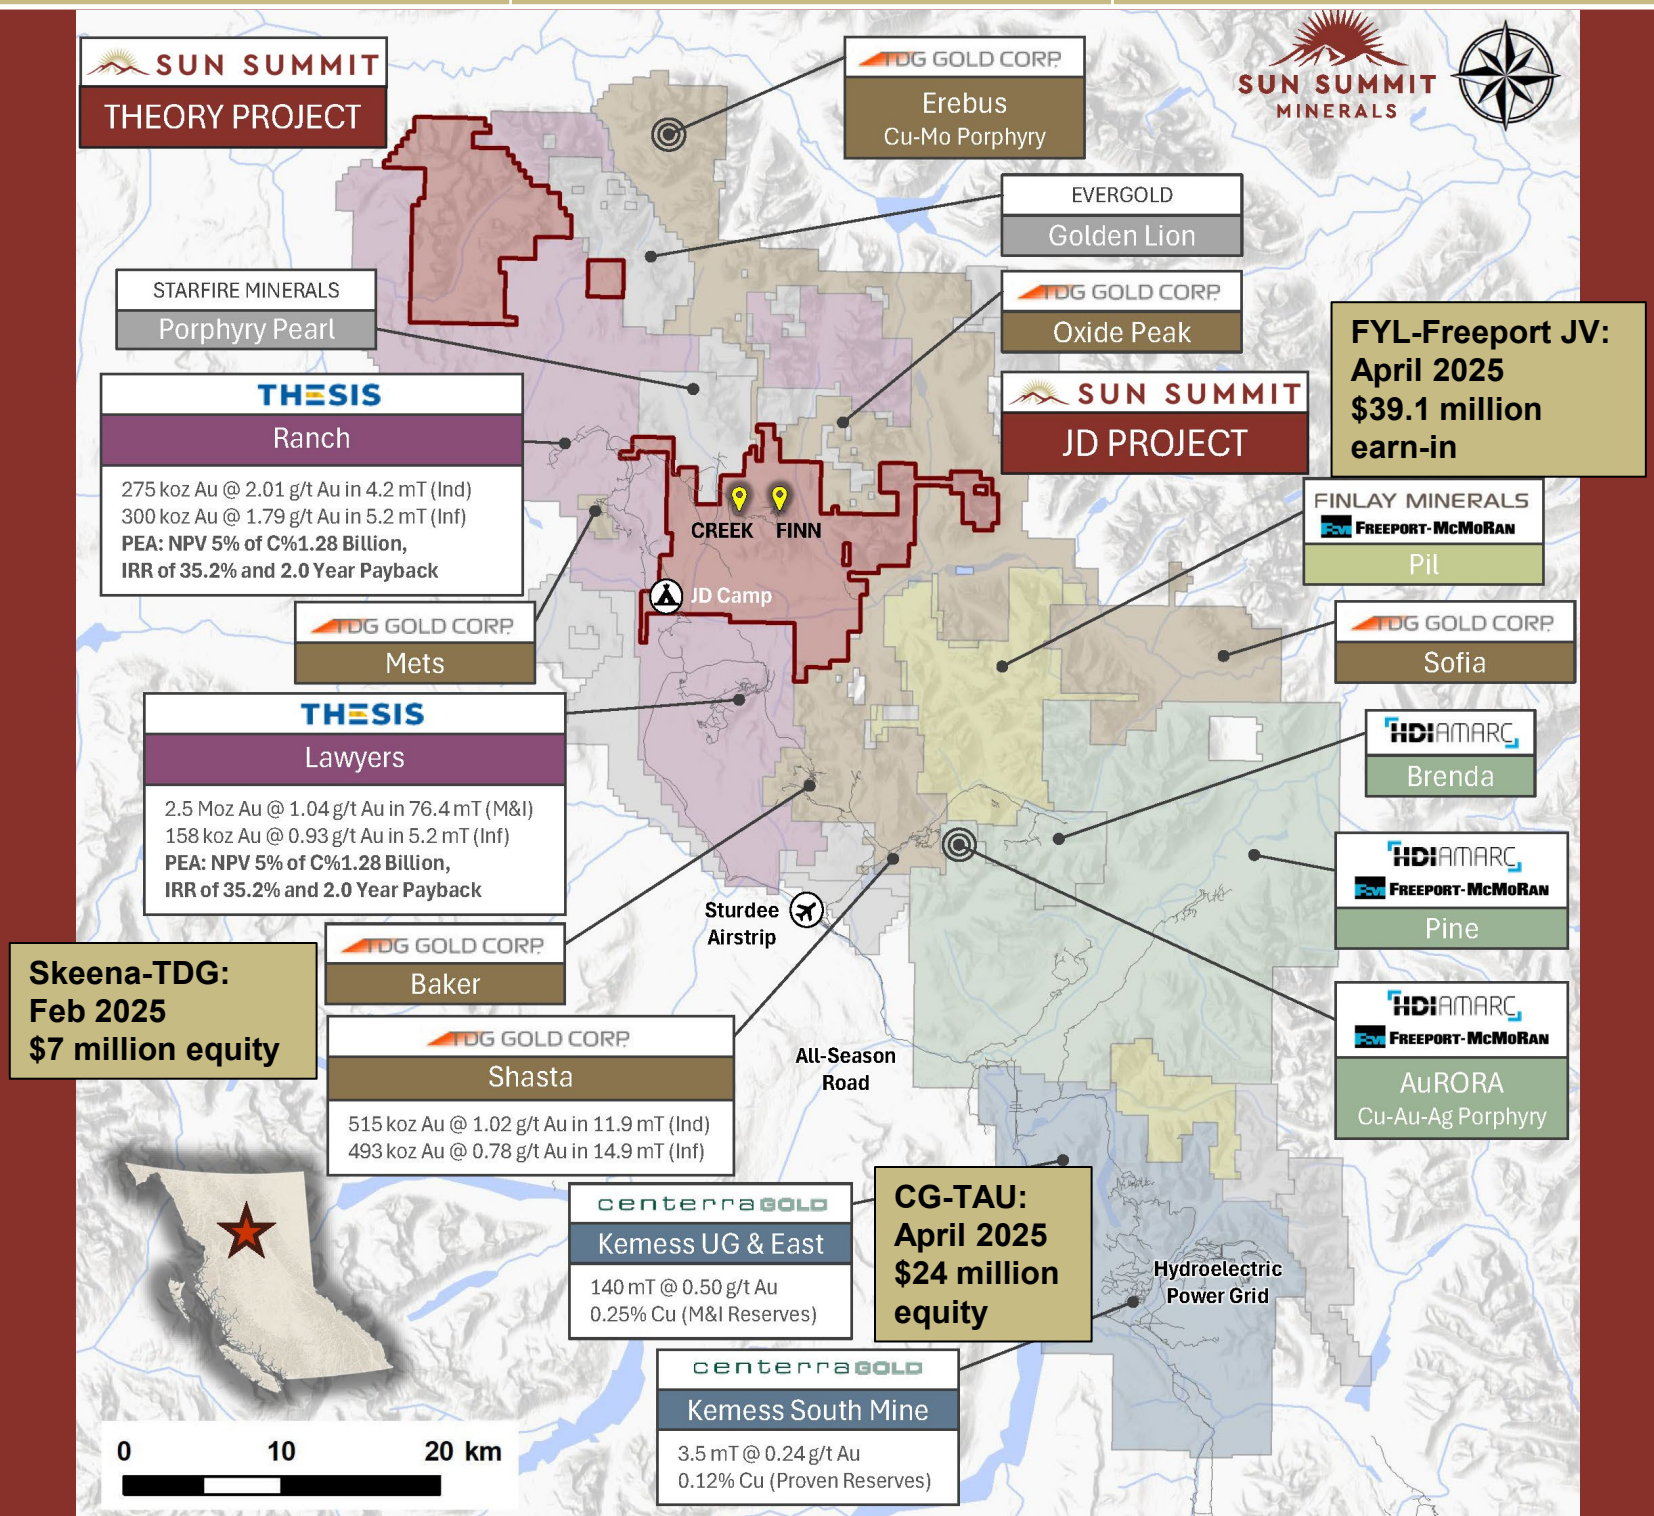 SUN SUMMIT
THEORY PROJECT
TDG GOLD CORP.
Erebus
Cu-Mo Porphyry
SUN SUMMIT
MINERALS
EVERGOLD
Golden Lion
STARFIRE MINERALS
Porphyry Pearl
TDG GOLD CORP.
Oxide Peak
FYL-Freeport JV:
April 2025
$39.1 million
earn-in
THESIS
Ranch
275 koz Au @ 2.01 g/t Au in 4.2 mT (Ind)
300 koz Au @ 1.79 g/t Au in 5.2 mT (Inf)
PEA: NPV 5% of C%1.28 Billion,
IRR of 35.2% and 2.0 Year Payback
SUN SUMMIT
JD PROJECT
CREEK
FINN
JD Camp
FINLAY MINERALS
FCX FREEPORT-McMoRAN
Pil
TDG GOLD CORP.
Mets
TDG GOLD CORP.
Sofia
THESIS
Lawyers
2.5 Moz Au @ 1.04 g/t Au in 76.4 mT (M&I)
158 koz Au @ 0.93 g/t Au in 5.2 mT (Inf)
PEA: NPV 5% of C%1.28 Billion,
IRR of 35.2% and 2.0 Year Payback
HDI AMARC
Brenda
HDI AMARC
FCX FREEPORT-McMoRAN
Pine
Sturdee
Airstrip
TDG GOLD CORP.
Baker
Skeena-TDG:
Feb 2025
$7 million equity
HDI AMARC
FCX FREEPORT-McMoRAN
AuRORA
Cu-Au-Ag Porphyry
TDG GOLD CORP.
Shasta
515 koz Au @ 1.02 g/t Au in 11.9 mT (Ind)
493 koz Au @ 0.78 g/t Au in 14.9 mT (Inf)
All-Season
Road
centerra GOLD
Kemess UG & East
140 mT @ 0.50 g/t Au
0.25% Cu (M&I Reserves)
CG-TAU:
April 2025
$24 million
equity
Hydroelectric
Power Grid
centerra GOLD
Kemess South Mine
3.5 mT @ 0.24 g/t Au
0.12% Cu (Proven Reserves)
0 10 20 km